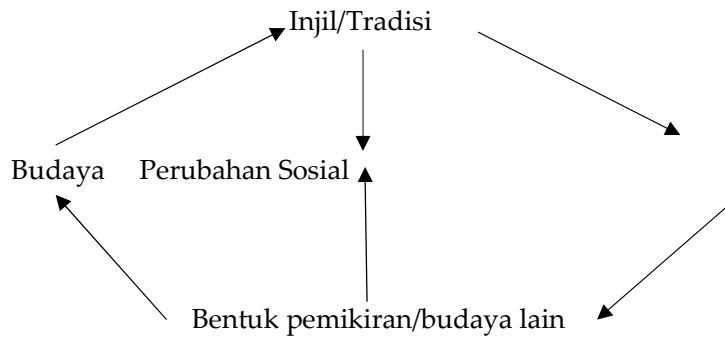 Injil/Tradisi
Budaya Perubahan Sosial
Bentuk pemikiran/budaya lain